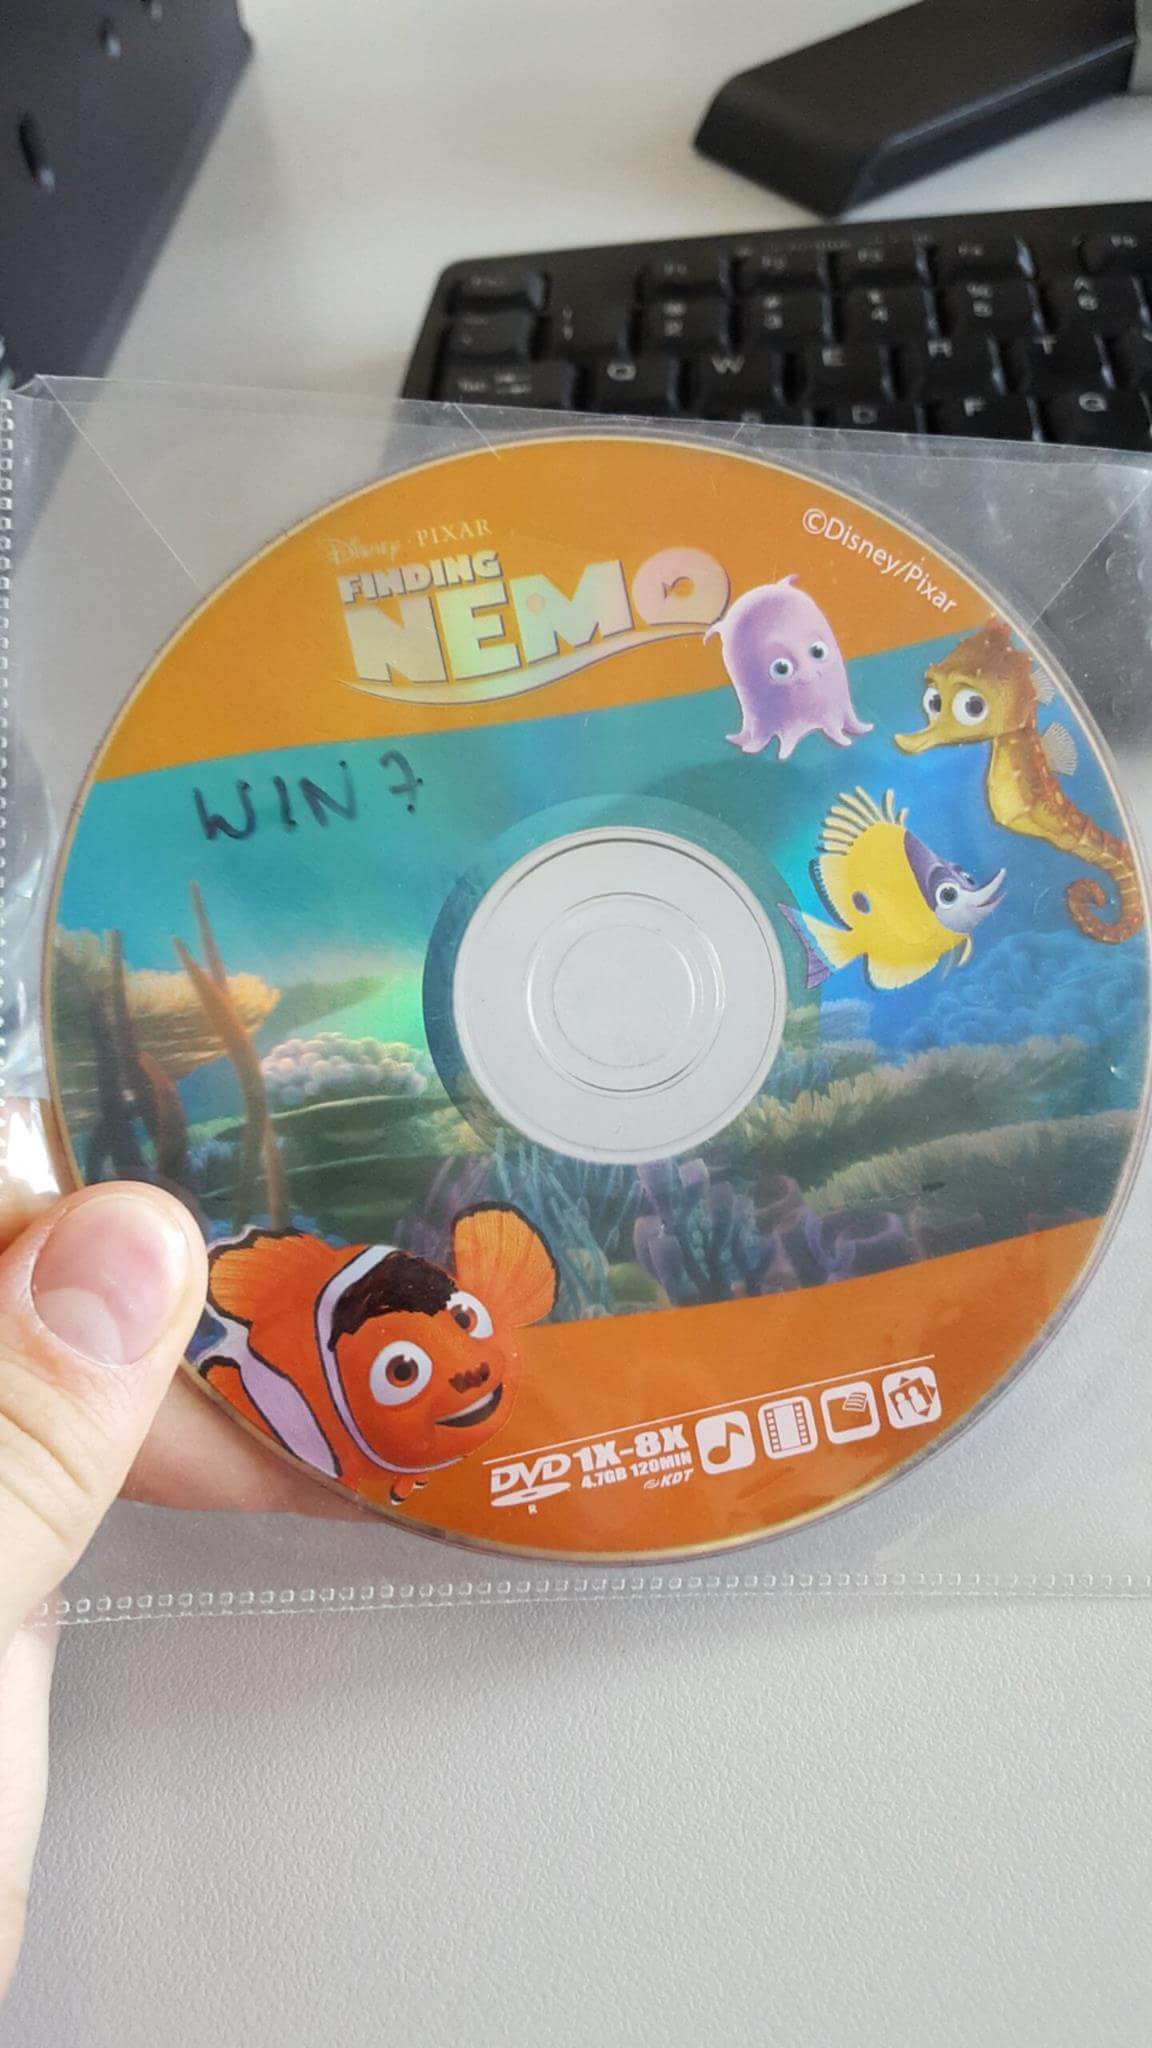 Q W E R T
D F G
Disney · PIXAR
FINDING
NEMO
©Disney/Pixar
WIN 7
DVD 1X-8X
R
4.7GB 120MIN
KDT